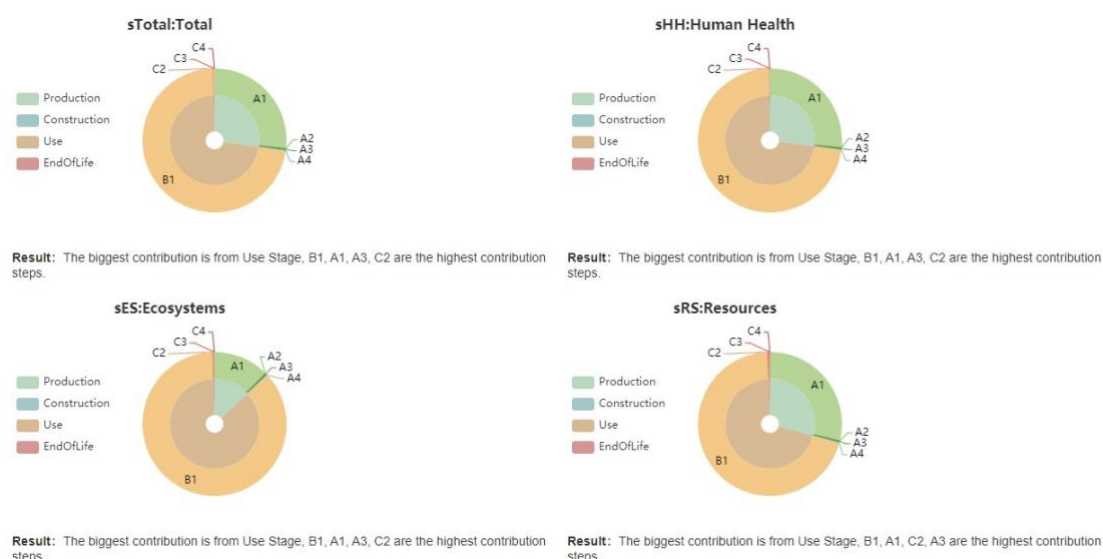 sTotal:Total
C4
C3
C2
A1
A2
A3
A4
B1
Production
Construction
Use
EndOfLife
Result: The biggest contribution is from Use Stage, B1, A1, A3, C2 are the highest contribution
steps.
sHH:Human Health
C4
C3
C2
A1
A2
A3
A4
B1
Production
Construction
Use
EndOfLife
Result: The biggest contribution is from Use Stage, B1, A1, A3, C2 are the highest contribution
steps.
sES:Ecosystems
C4
C3
C2
A1
A2
A3
A4
B1
Production
Construction
Use
EndOfLife
Result: The biggest contribution is from Use Stage, B1, A1, A3, C2 are the highest contribution
steps.
sRS:Resources
C4
C3
C2
A1
A2
A3
A4
B1
Production
Construction
Use
EndOfLife
Result: The biggest contribution is from Use Stage, B1, A1, C2, A3 are the highest contribution
steps.